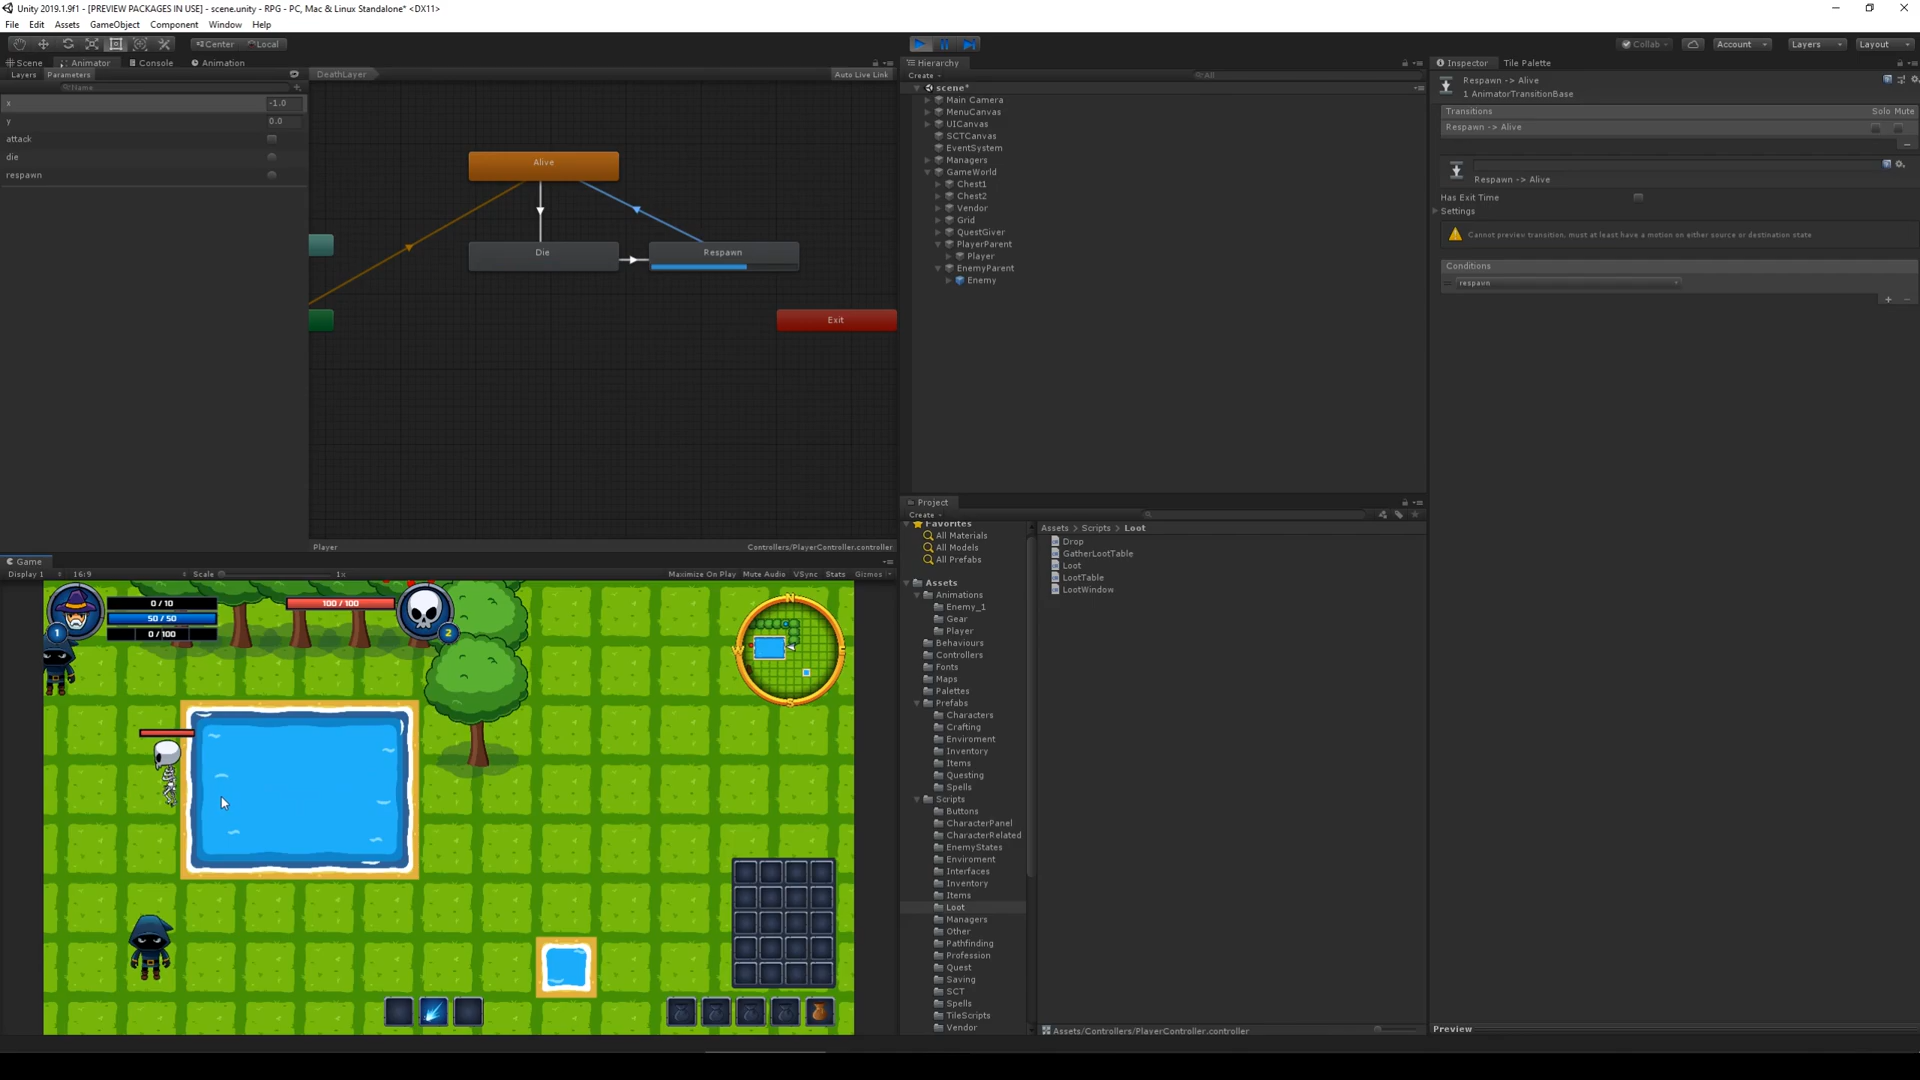 Unity 2019.1.9f1 - [PREVIEW PACKAGES IN USE] - scene.unity - RPG - PC, Mac & Linux Standalone* <DX11>
File Edit Assets GameObject Component Window Help
Center Local Collab Account Layers Layout
Scene Animator Console Animation
Layers Parameters DeathLayer Auto Live Link
Name
x -1.0
y 0.0
attack
die
respawn
Alive
Die
Respawn
Exit
Player Controllers/PlayerController.controller
Hierarchy
Create All
scene*
Main Camera
MenuCanvas
UICanvas
SCTCanvas
EventSystem
Managers
GameWorld
Chest1
Chest2
Vendor
Grid
QuestGiver
PlayerParent
Player
EnemyParent
Enemy
Inspector Tile Palette
Respawn -> Alive
1 AnimatorTransitionBase
Transitions Solo Mute
Respawn -> Alive
Respawn -> Alive
Has Exit Time
Settings
Cannot preview transition, must at least have a motion on either source or destination state
Conditions
respawn
Preview
Game
Display 1 16:9 Scale 1x Maximize On Play Mute Audio VSync Stats Gizmos
0 / 10
50 / 50
0 / 100
1
100 / 100
2
N
W
E
S
Project
Create
Favorites
All Materials
All Models
All Prefabs
Assets
Animations
Enemy_1
Gear
Player
Behaviours
Controllers
Fonts
Maps
Palettes
Prefabs
Characters
Crafting
Enviroment
Inventory
Items
Questing
Spells
Scripts
Buttons
CharacterPanel
CharacterRelated
EnemyStates
Enviroment
Interfaces
Inventory
Items
Loot
Managers
Other
Pathfinding
Profession
Quest
Saving
SCT
Spells
TileScripts
Vendor
Assets > Scripts > Loot
Drop
GatherLootTable
Loot
LootTable
LootWindow
Assets/Controllers/PlayerController.controller